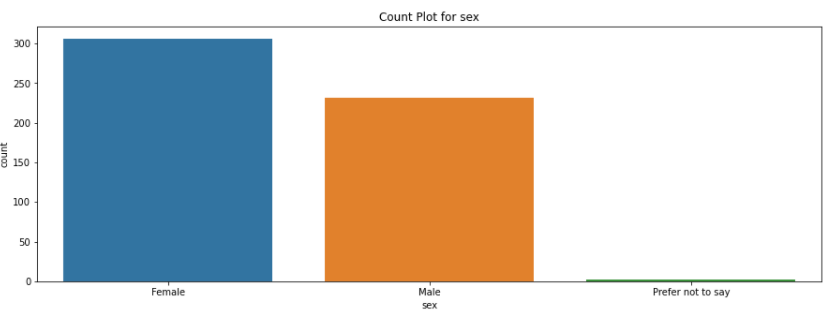 Count Plot for sex
300
250
200
150
100
50
0
count
Female Male Prefer not to say
sex